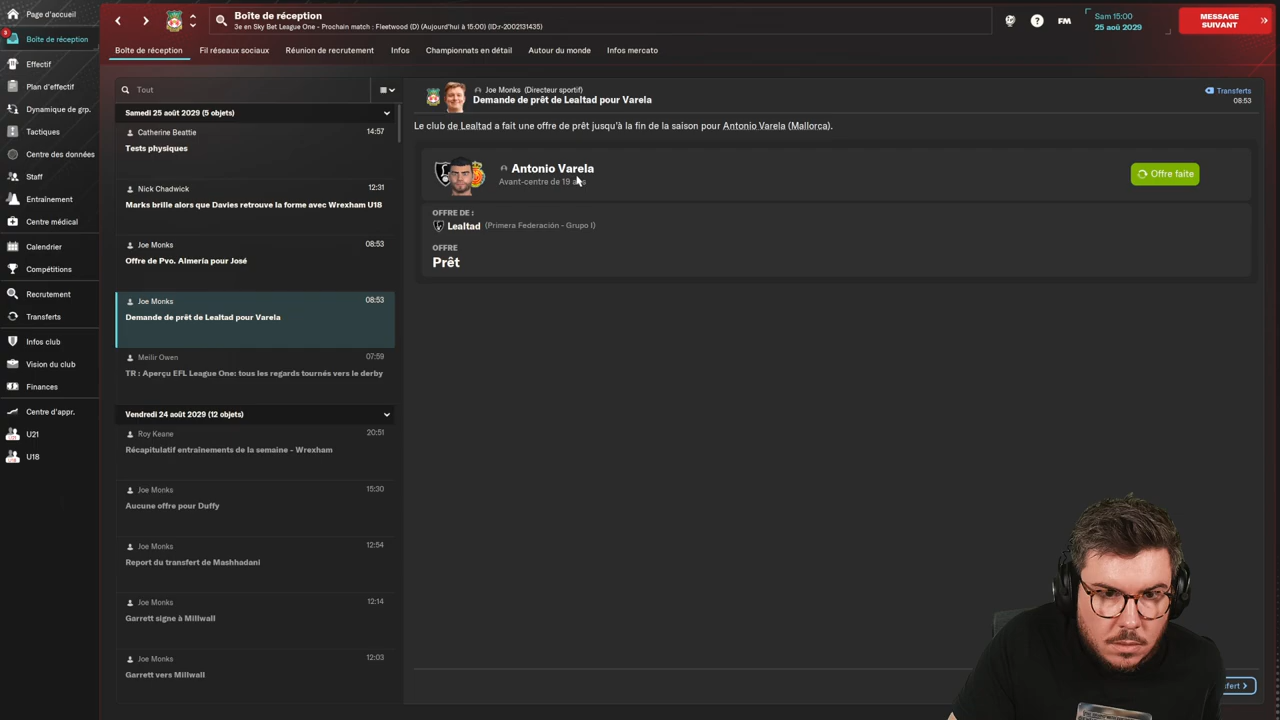 Page d'accueil
3
Boîte de réception
Effectif
Plan d'effectif
Dynamique de grp.
Tactiques
Centre des données
Staff
Entraînement
Centre médical
Calendrier
Compétitions
Recrutement
Transferts
Infos club
Vision du club
Finances
Centre d'appr.
U21
U18
Boîte de réception
3e en Sky Bet League One - Prochain match : Fleetwood (D) (Aujourd'hui à 15:00) (ID:r-2002131435)
?
FM
Sam 15:00
25 aoû 2029
MESSAGE
SUIVANT
Boîte de réception
Fil réseaux sociaux
Réunion de recrutement
Infos
Championnats en détail
Autour du monde
Infos mercato
Tout
Samedi 25 août 2029 (5 objets)
Catherine Beattie 14:57
Tests physiques
Nick Chadwick 12:31
Marks brille alors que Davies retrouve la forme avec Wrexham U18
Joe Monks 08:53
Offre de Pvo. Almería pour José
Joe Monks 08:53
Demande de prêt de Lealtad pour Varela
Meilir Owen 07:59
TR : Aperçu EFL League One: tous les regards tournés vers le derby
Vendredi 24 août 2029 (12 objets)
Roy Keane 20:51
Récapitulatif entraînements de la semaine - Wrexham
Joe Monks 15:30
Aucune offre pour Duffy
Joe Monks 12:54
Report du transfert de Mashhadani
Joe Monks 12:14
Garrett signe à Millwall
Joe Monks 12:03
Garrett vers Millwall
Joe Monks (Directeur sportif)
Demande de prêt de Lealtad pour Varela
Transferts
08:53
Le club de Lealtad a fait une offre de prêt jusqu'à la fin de la saison pour Antonio Varela (Mallorca).
Antonio Varela
Avant-centre de 19 ans
Offre faite
OFFRE DE :
Lealtad (Primera Federación - Grupo I)
OFFRE
Prêt